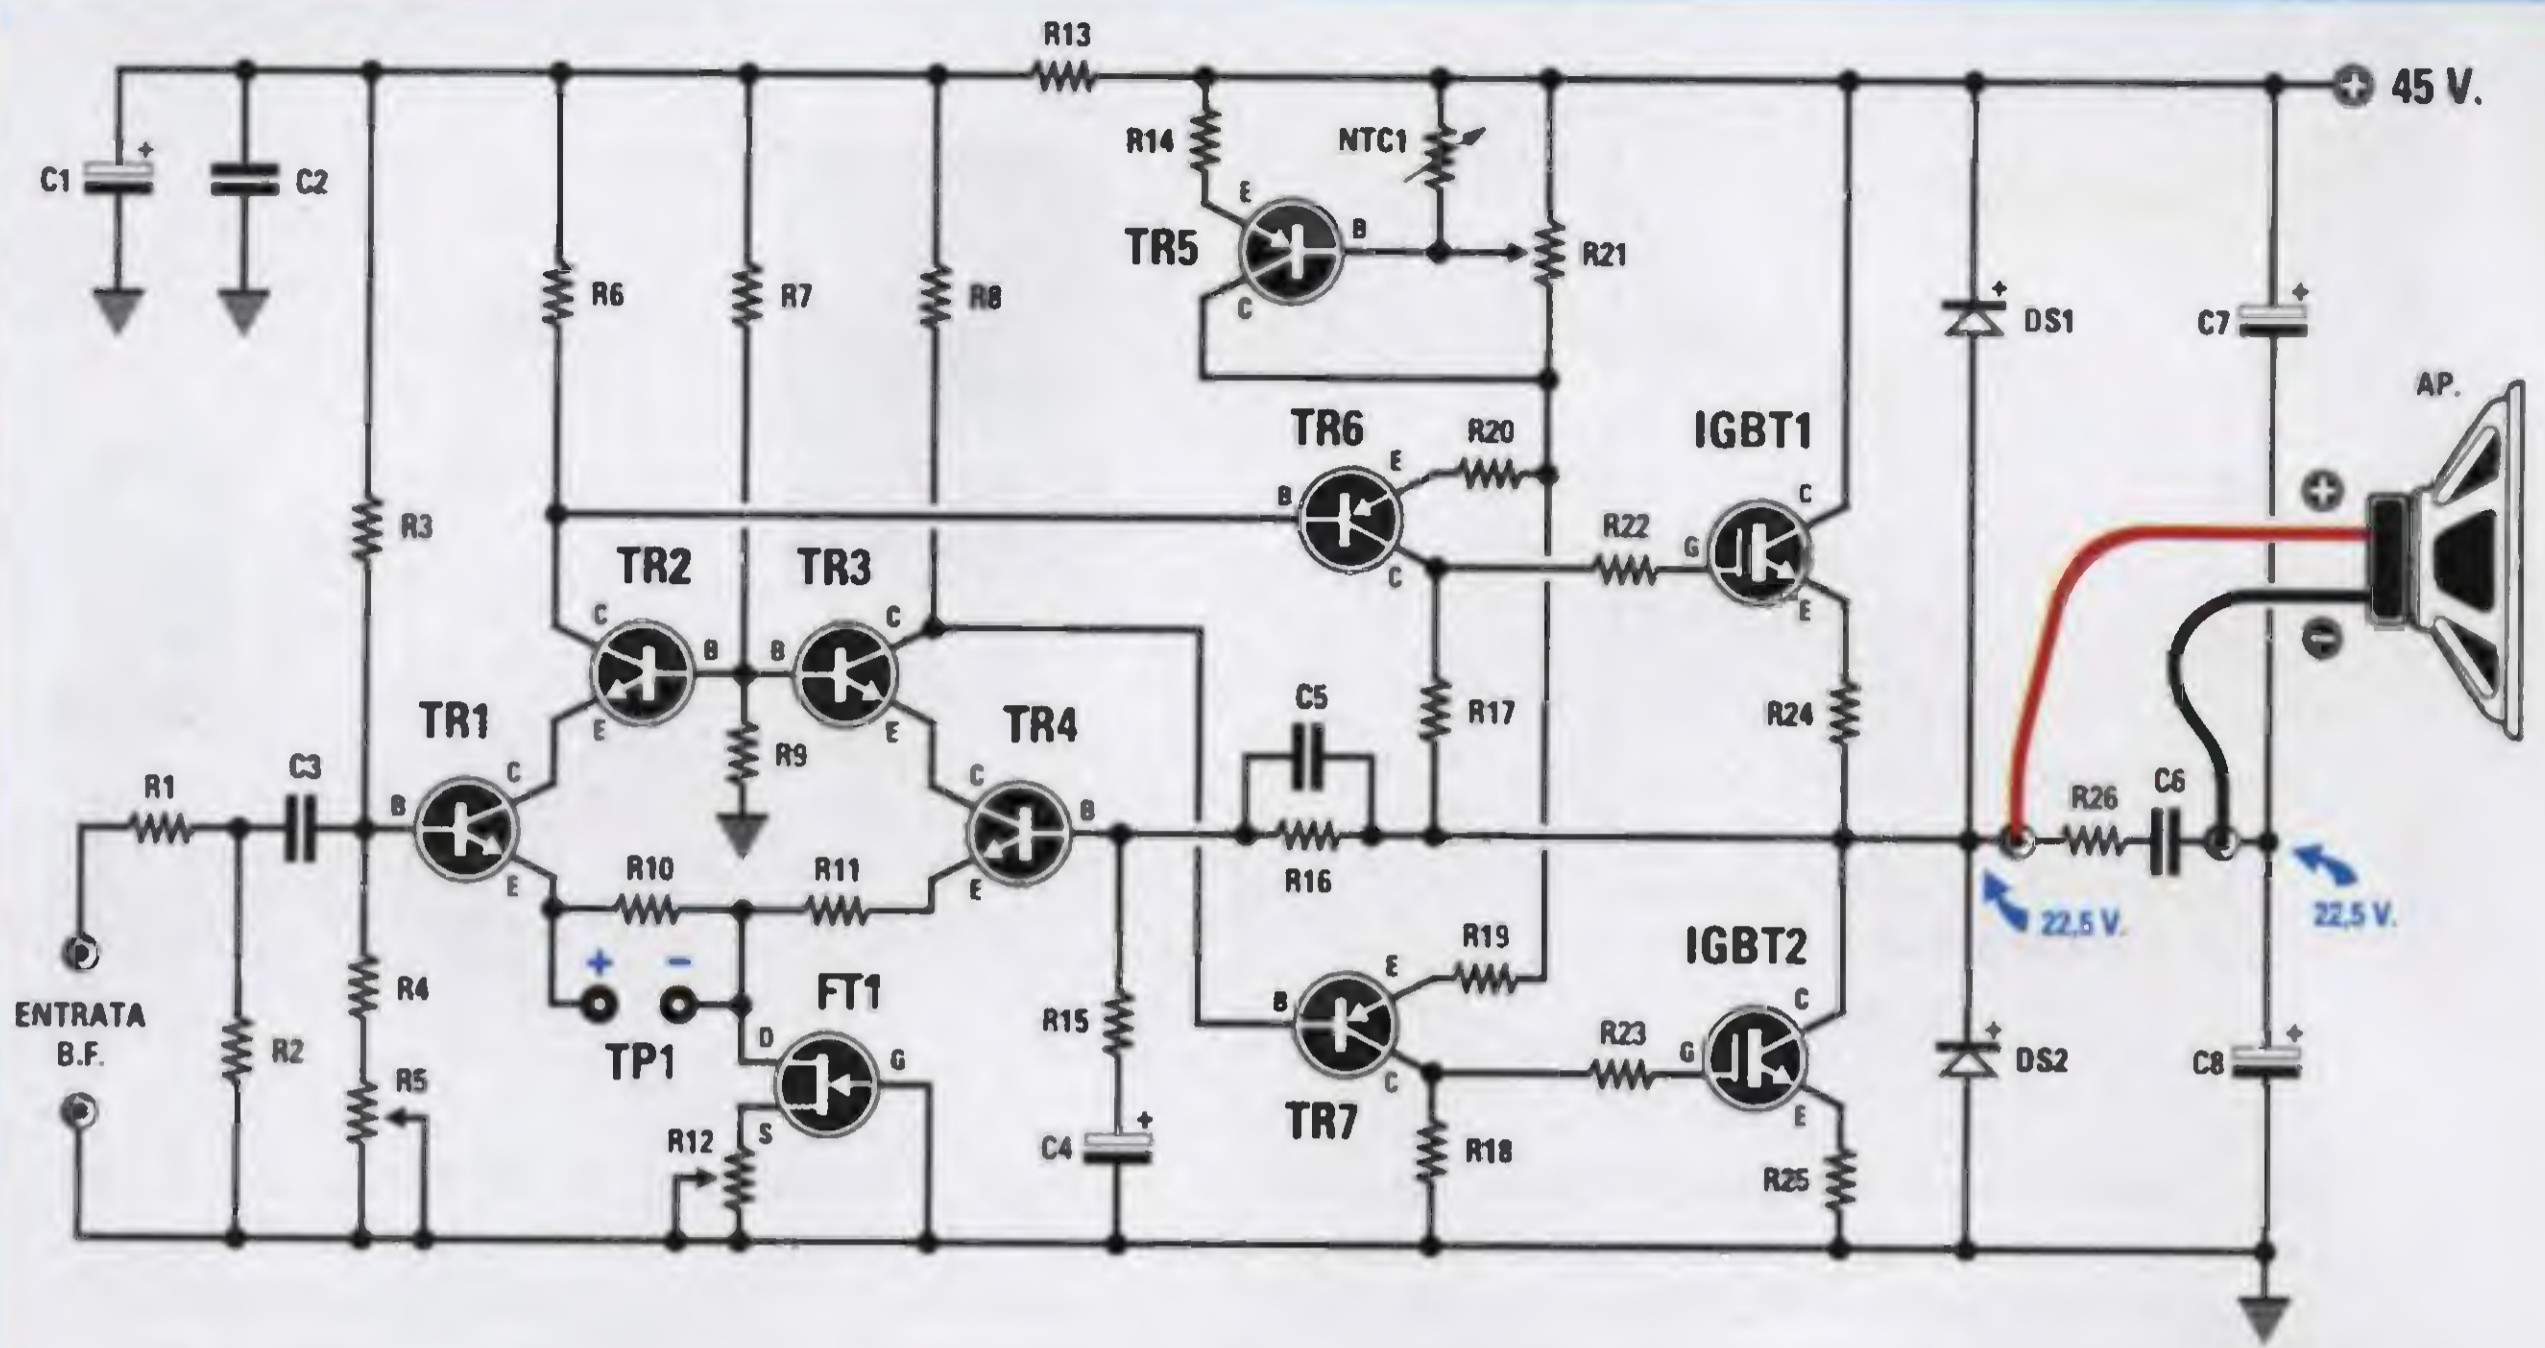 R13
+ 45 V.
R14
NTC1
C1
+
C2
E
B
TR5
R21
C
R6
R7
R8
+
DS1
C7
+
AP.
TR6
R20
IGBT1
E
B
C
+
R3
R22
G
TR2
TR3
C
E
C
C
B
B
R17
C5
R24
TR1
E
E
TR4
R9
−
R1
C3
C
C
B
B
R26
C6
R16
R10
R11
E
E
22,5 V.
22,5 V.
R19
IGBT2
+
−
FT1
E
R4
C
ENTRATA
B.F.
R2
TP1
D
G
R15
B
R23
G
+
DS2
C8
+
R5
C
TR7
E
R12
S
C4
+
R18
R25